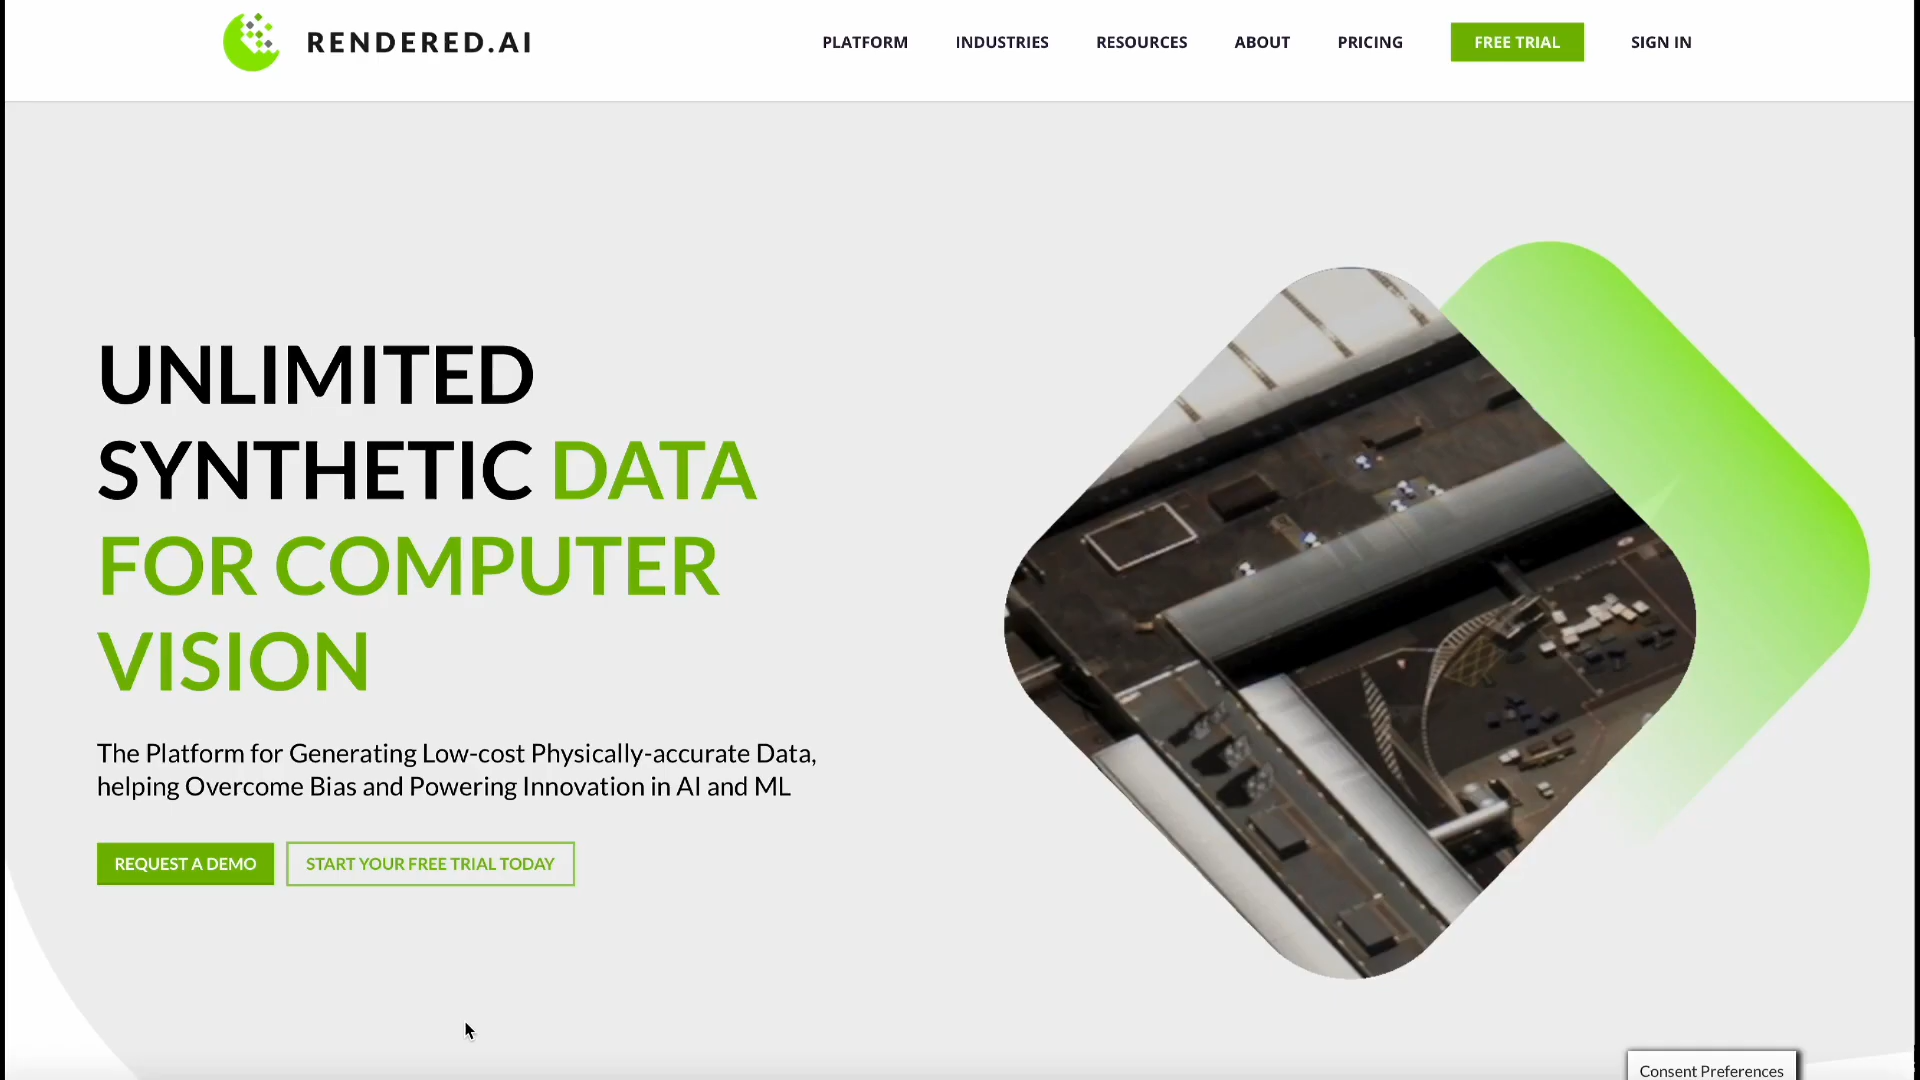 RENDERED.AI
PLATFORM
INDUSTRIES
RESOURCES
ABOUT
PRICING
FREE TRIAL
SIGN IN
UNLIMITED
SYNTHETIC DATA
FOR COMPUTER
VISION
The Platform for Generating Low-cost Physically-accurate Data,
helping Overcome Bias and Powering Innovation in AI and ML
REQUEST A DEMO
START YOUR FREE TRIAL TODAY
Consent Preferences